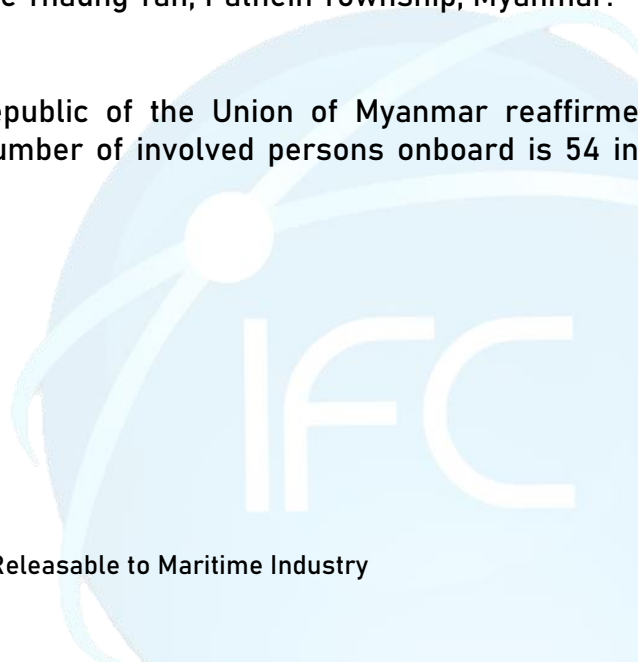 Thaung Tan, Pathein Township, Myanmar.
epublic of the Union of Myanmar reaffirme
umber of involved persons onboard is 54 in
IFC
Releasable to Maritime Industry